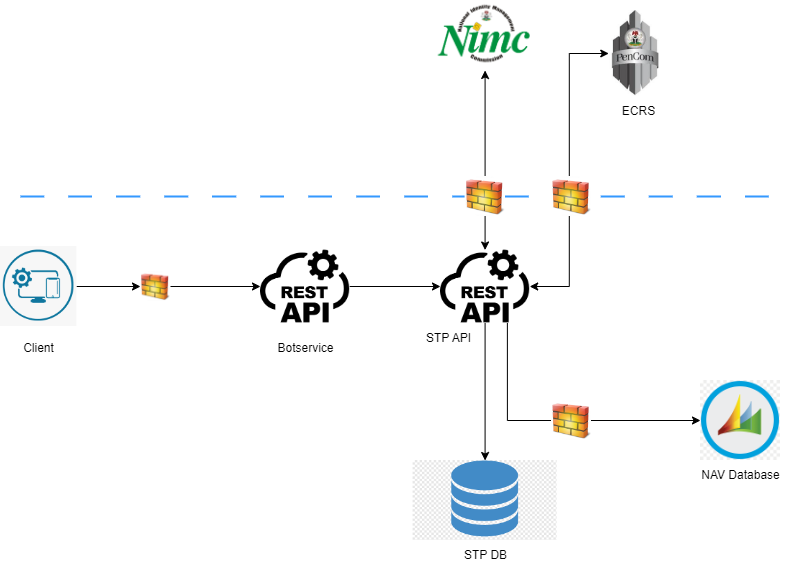 National Identity Management
Nimc
Commission
PenCom
ECRS
REST
API
REST
API
Client
Botservice
STP API
NAV Database
STP DB